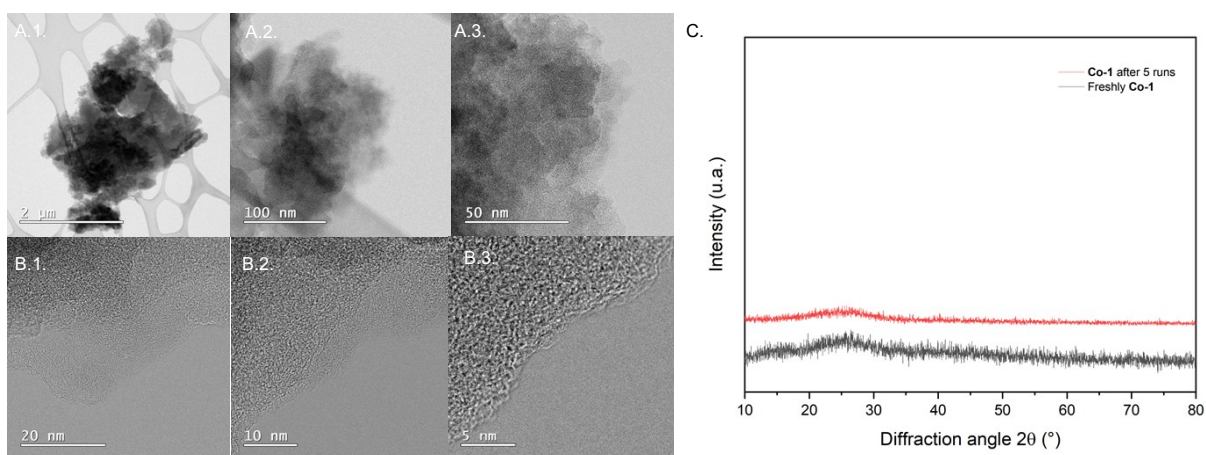 A.1.
A.2.
A.3.
C.
2 µm
100 nm
50 nm
B.1.
B.2.
B.3.
20 nm
10 nm
5 nm
Co-1 after 5 runs
Freshly Co-1
Intensity (u.a.)
10 20 30 40 50 60 70 80
Diffraction angle 2θ (°)